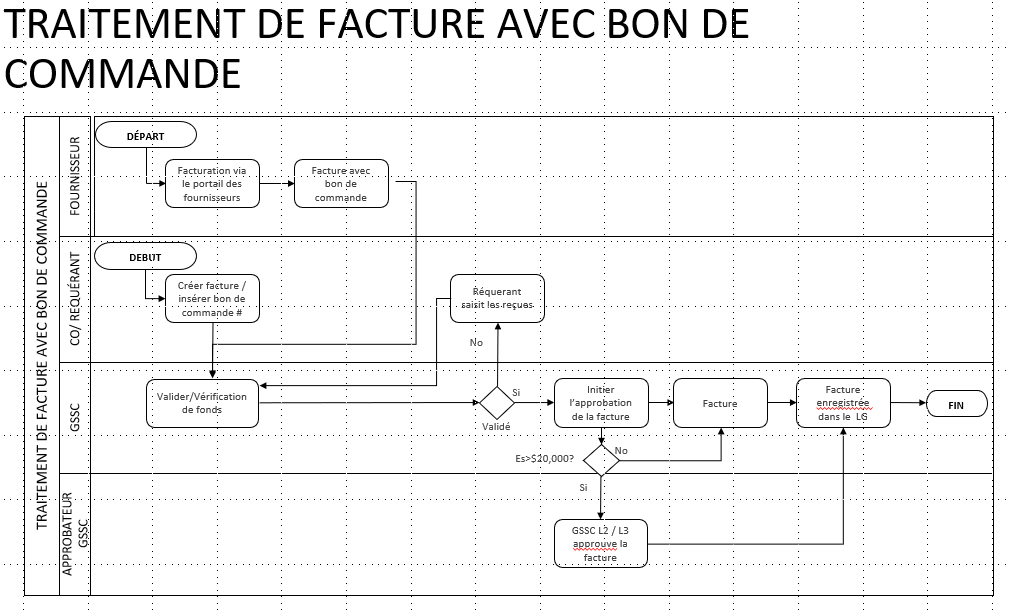 TRAITEMENT DE FACTURE AVEC BON DE
COMMANDE
TRAITEMENT DE FACTURE AVEC BON DE COMMANDE
FOURNISSEUR
DÉPART
Facturation via
le portail des
fournisseurs
Facture avec
bon de
commande
CO/ REQUÉRANT
DEBUT
Créer facture /
insérer bon de
commande #
Réquerant
saisit les reçues
No
GSSC
Valider/Vérification
de fonds
Si
Validé
Initier
l'approbation
de la facture
Facture
Facture
enregistrée
dans le LG
FIN
Es>$20,000?
No
Si
APPROBATEUR
GSSC
GSSC L2 / L3
approuve la
facture